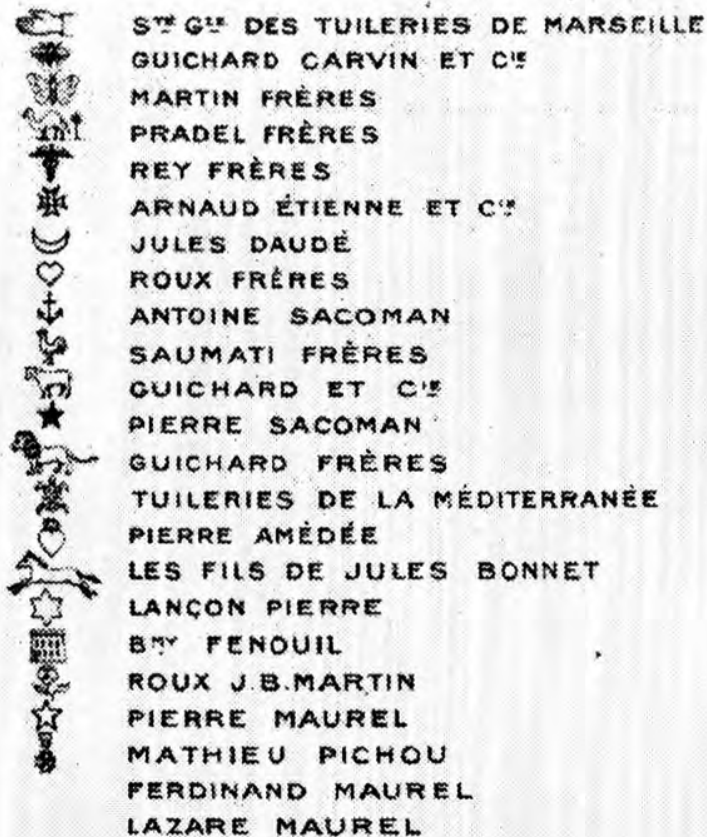 Sᵗᵉ Gˡᵉ DES TUILERIES DE MARSEILLE
GUICHARD CARVIN ET Cⁱᵉ
MARTIN FRÈRES
PRADEL FRÈRES
REY FRÈRES
ARNAUD ÉTIENNE ET Cⁱᵉ
JULES DAUDÉ
ROUX FRÈRES
ANTOINE SACOMAN
SAUMATI FRÈRES
GUICHARD ET Cⁱᵉ
PIERRE SACOMAN
GUICHARD FRÈRES
TUILERIES DE LA MÉDITERRANÉE
PIERRE AMÉDÉE
LES FILS DE JULES BONNET
LANÇON PIERRE
Bᵐʸ FENOUIL
ROUX J.B.MARTIN
PIERRE MAUREL
MATHIEU PICHOU
FERDINAND MAUREL
LAZARE MAUREL